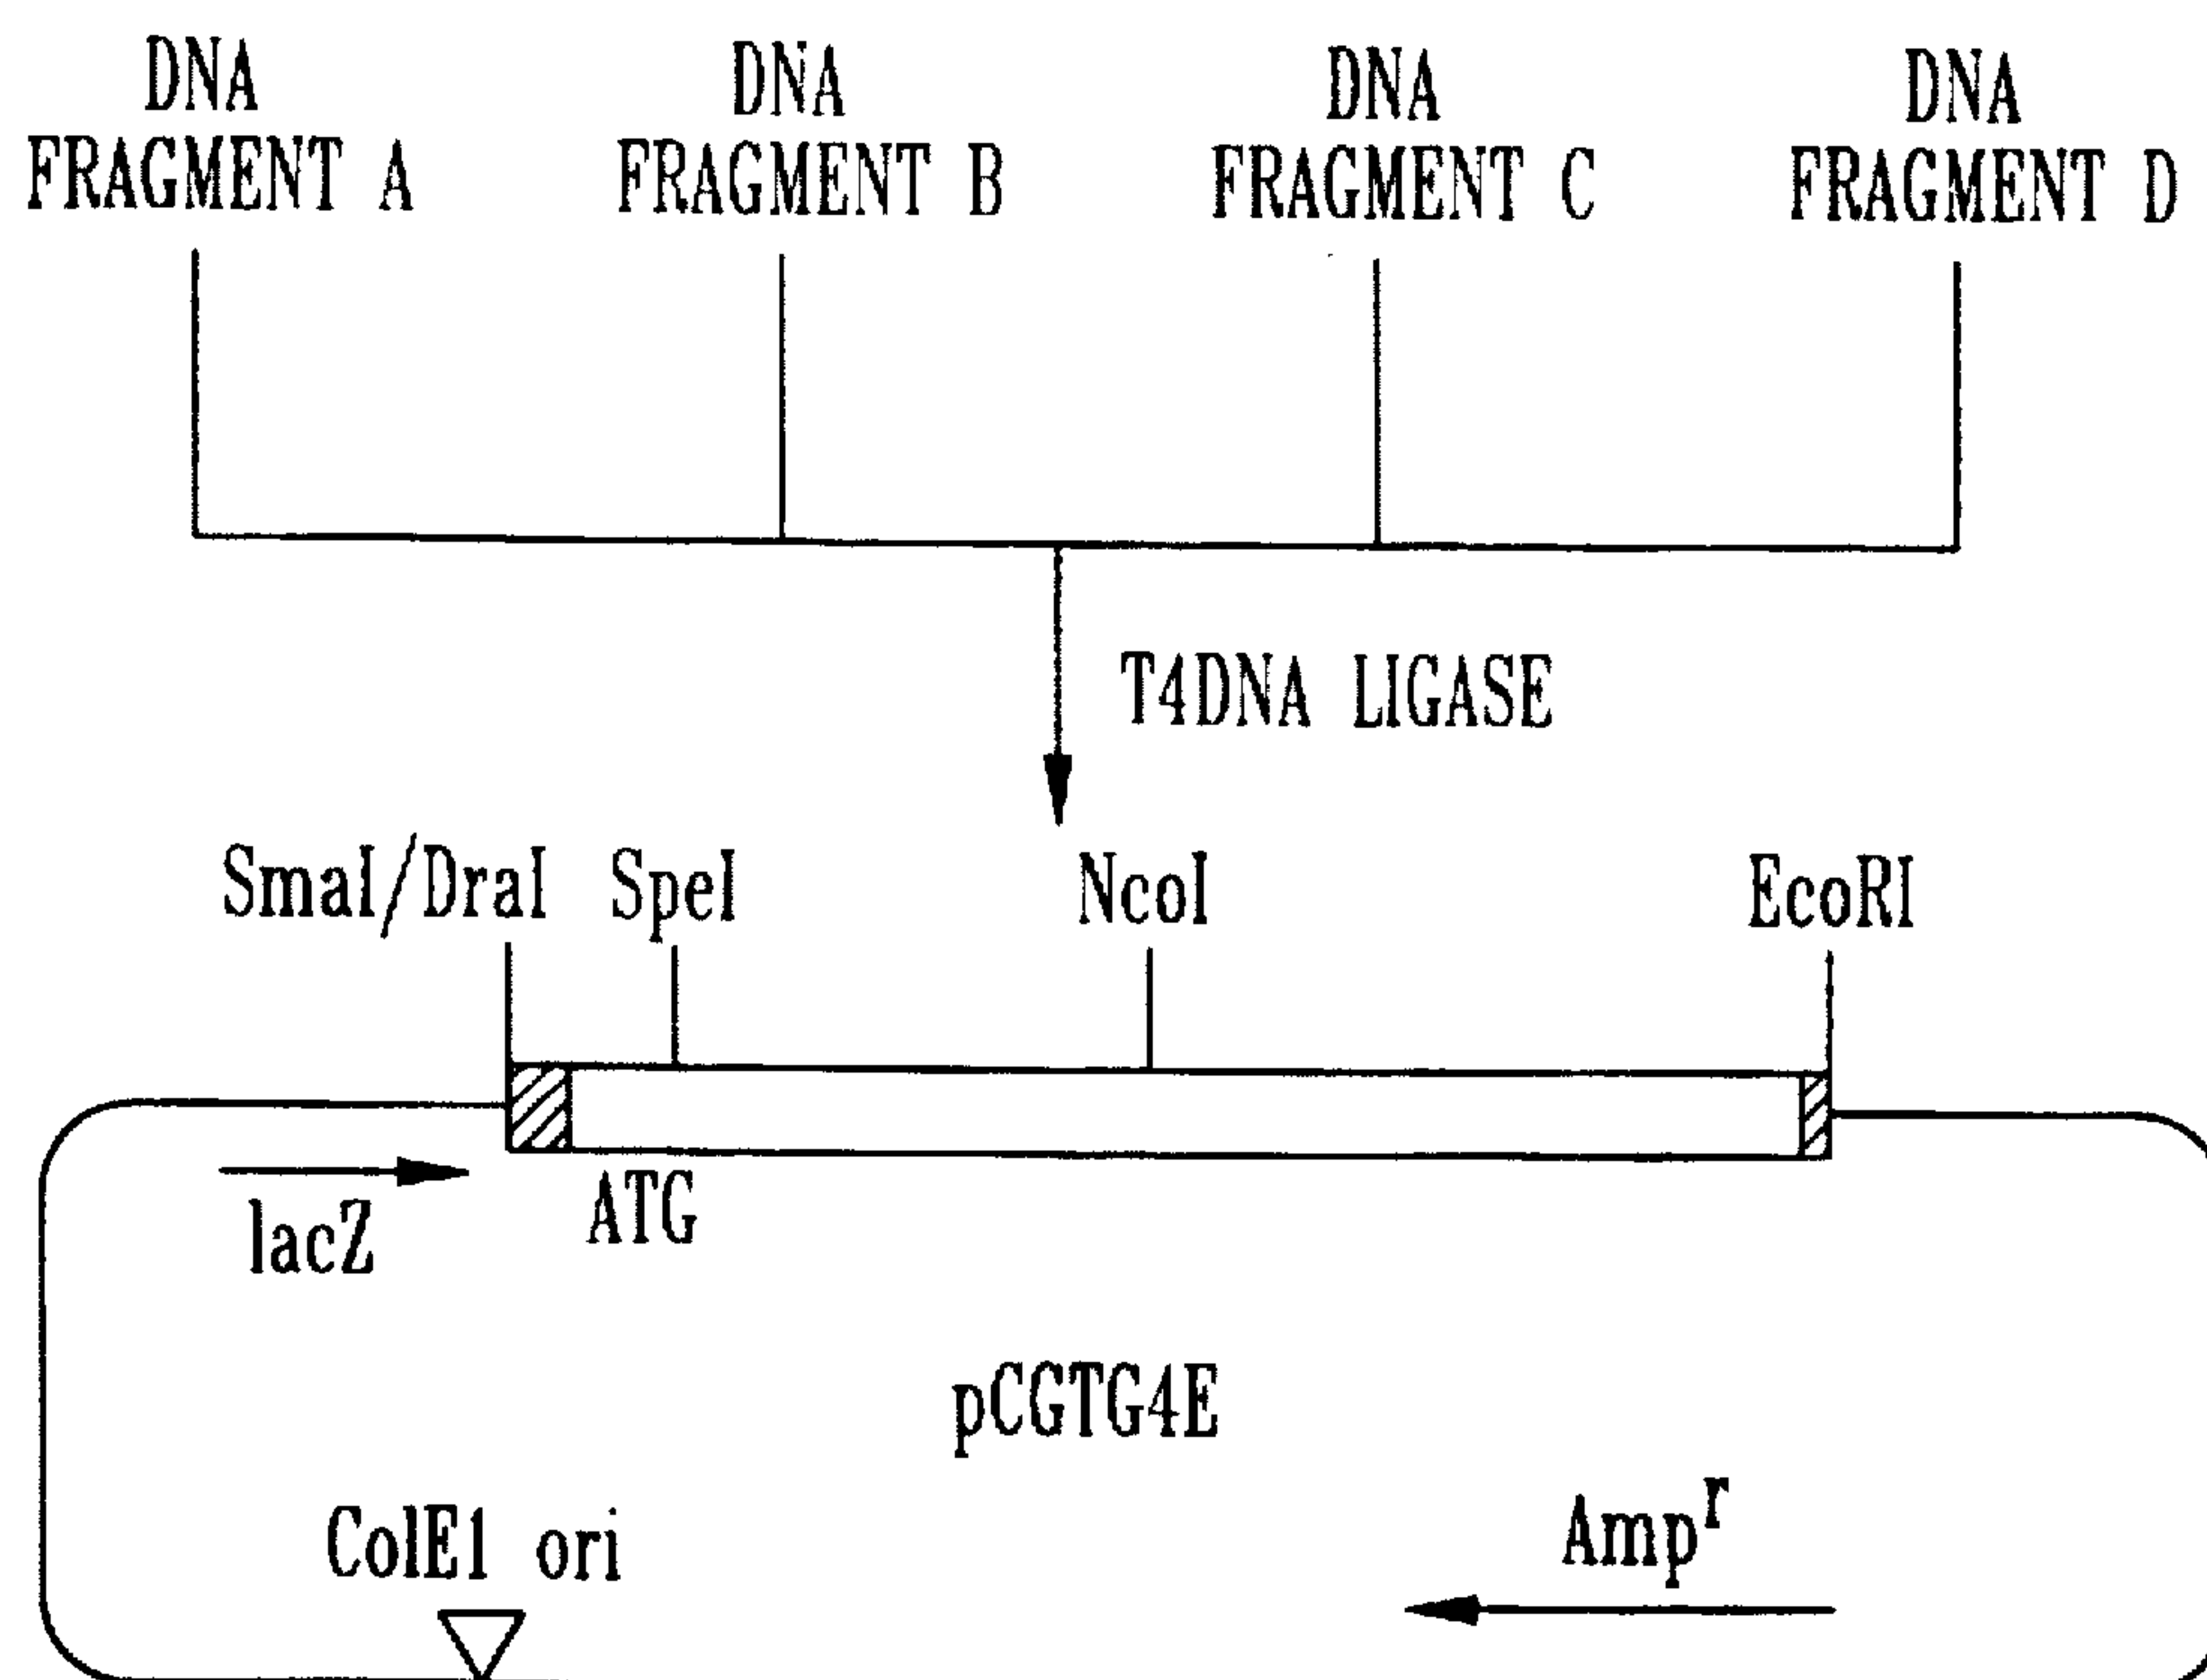 DNA
FRAGMENT A
DNA
FRAGMENT B
DNA
FRAGMENT C
DNA
FRAGMENT D
T4DNA LIGASE
SmaI/DraI
SpeI
NcoI
EcoRI
ATG
lacZ
pCGTG4E
ColE1 ori
Amp^r